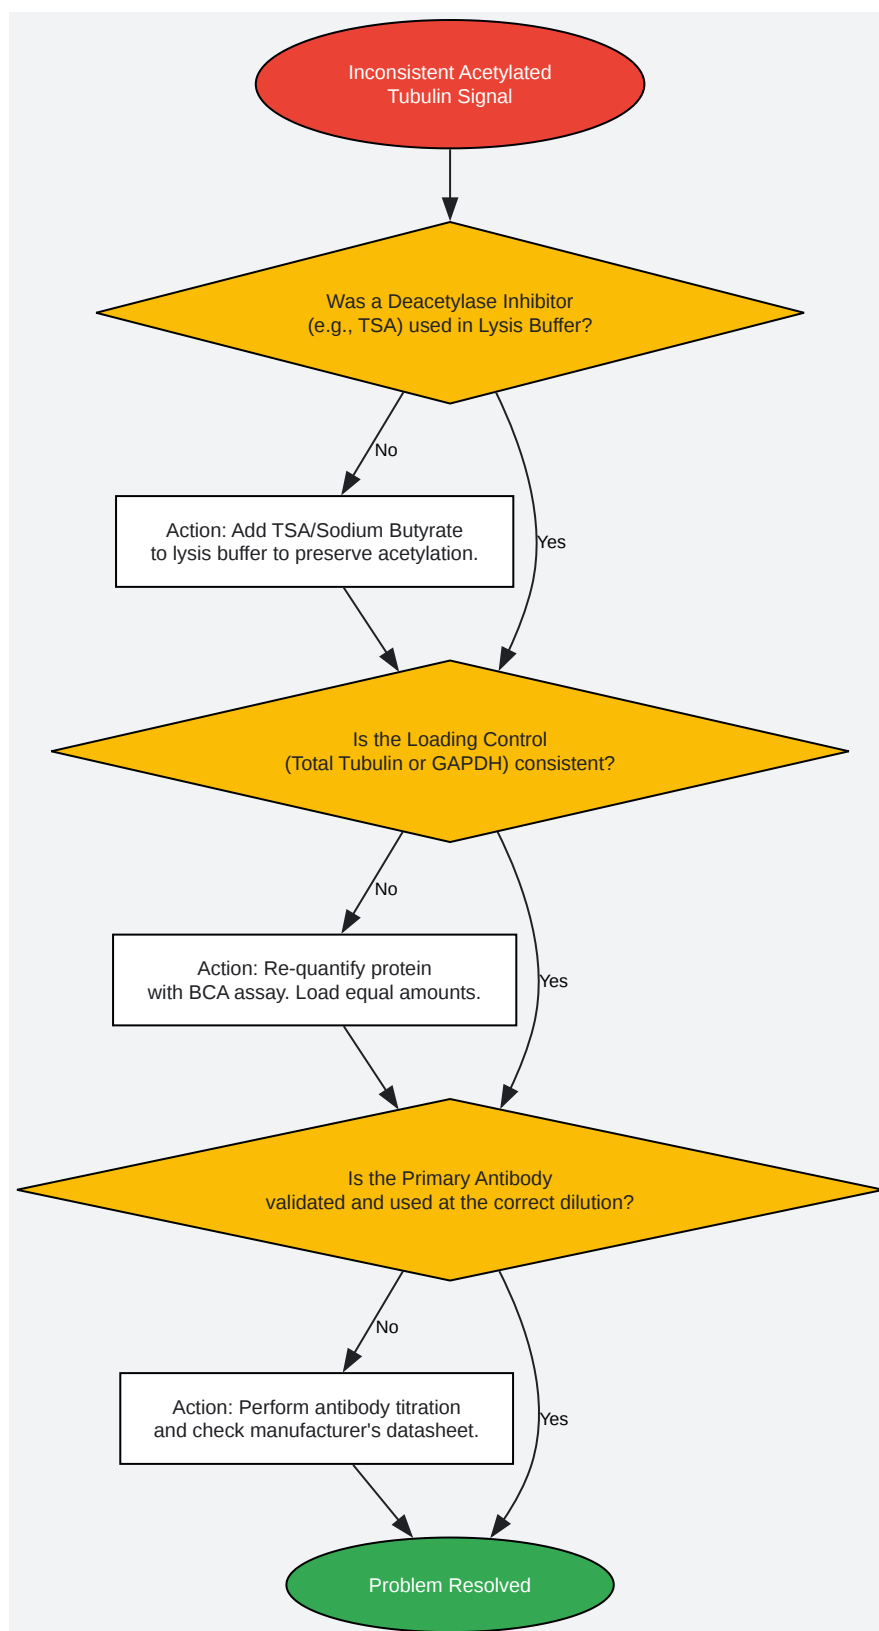 Inconsistent Acetylated
Tubulin Signal
Was a Deacetylase Inhibitor
(e.g., TSA) used in Lysis Buffer?
No
Action: Add TSA/Sodium Butyrate
to lysis buffer to preserve acetylation.
Yes
Is the Loading Control
(Total Tubulin or GAPDH) consistent?
No
Action: Re-quantify protein
with BCA assay. Load equal amounts.
Yes
Is the Primary Antibody
validated and used at the correct dilution?
No
Action: Perform antibody titration
and check manufacturer's datasheet.
Yes
Problem Resolved